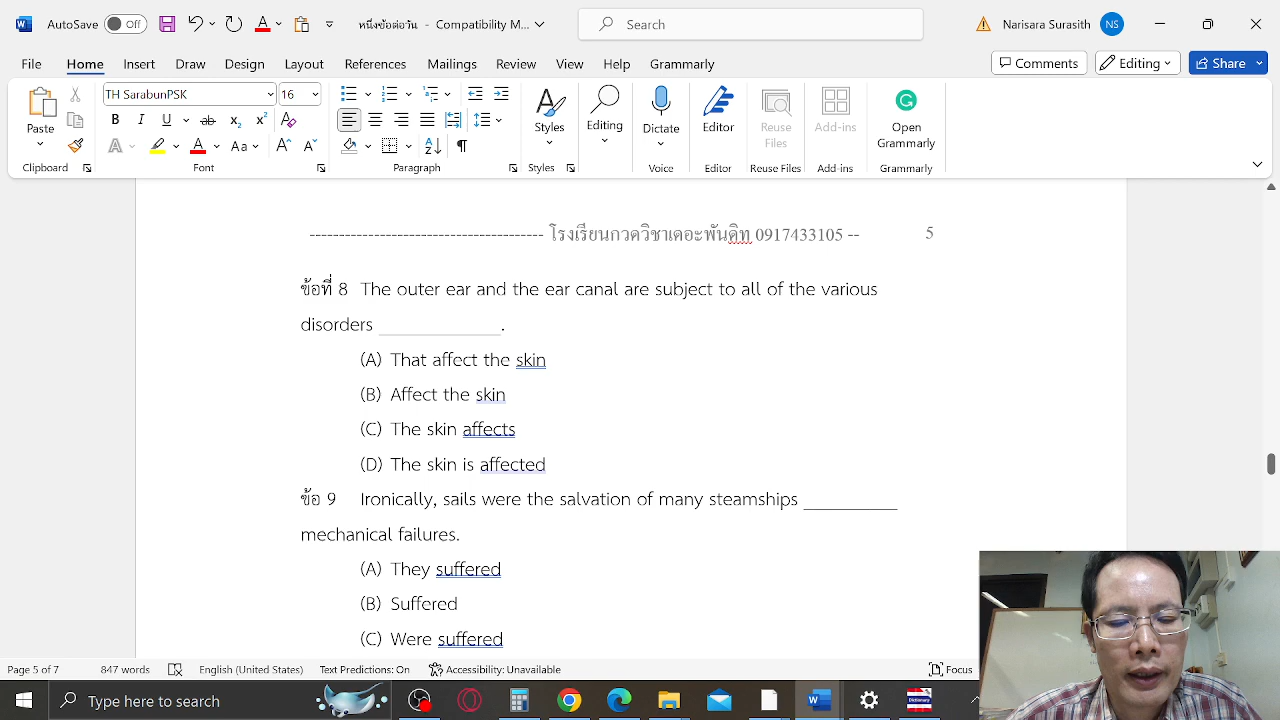 AutoSave Off หนึ่งข้อต่อวัน - Compatibility M... Search Narisara Surasith NS
File Home Insert Draw Design Layout References Mailings Review View Help Grammarly Comments Editing Share
TH SarabunPSK 16
Paste Styles Editing Dictate Editor Reuse Files Add-ins Open Grammarly
Clipboard Font Paragraph Styles Voice Editor Reuse Files Add-ins Grammarly
--------------------------------------- โรงเรียนกวดวิชาเดอะพันดิท 0917433105 -- 5
ข้อที่ 8 The outer ear and the ear canal are subject to all of the various
disorders ____________.
(A) That affect the skin
(B) Affect the skin
(C) The skin affects
(D) The skin is affected
ข้อ 9 Ironically, sails were the salvation of many steamships _________
mechanical failures.
(A) They suffered
(B) Suffered
(C) Were suffered
Page 5 of 7 847 words English (United States) Text Predictions: On Accessibility: Unavailable Focus
Type here to search Dictionary